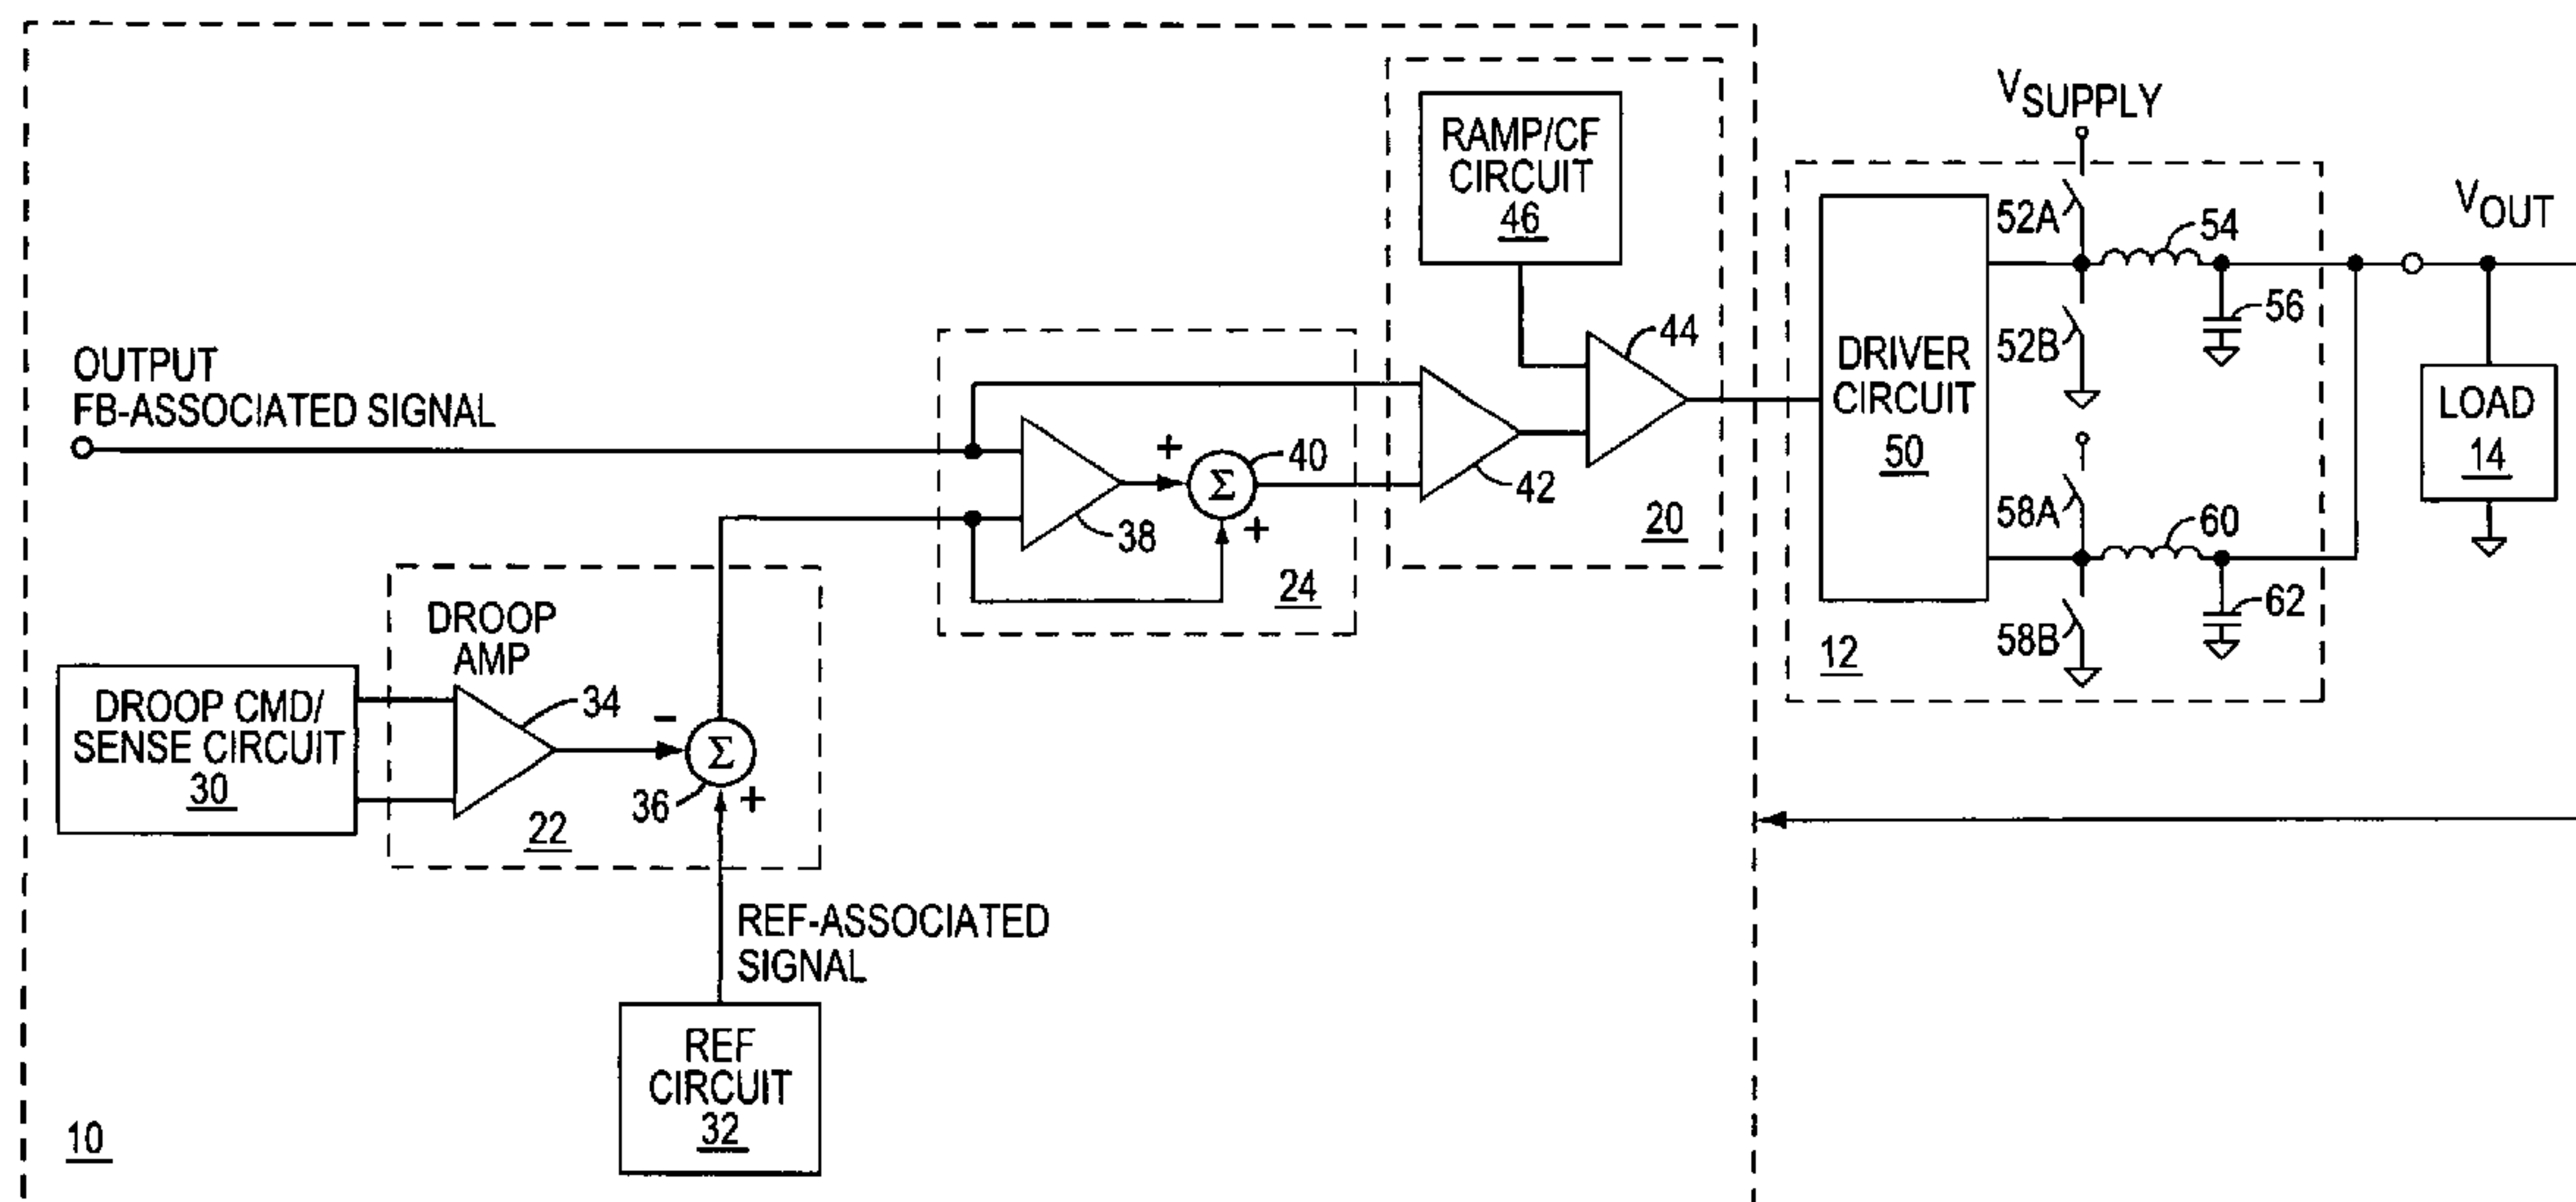 VSUPPLY
RAMP/CF
CIRCUIT
46
52A
54
VOUT
56
52B
44
DRIVER
CIRCUIT
50
LOAD
14
OUTPUT
FB-ASSOCIATED SIGNAL
+
Σ
40
+
38
24
42
20
58A
60
62
58B
12
DROOP
AMP
DROOP CMD/
SENSE CIRCUIT
30
34
22
−
Σ
36
+
REF-ASSOCIATED
SIGNAL
REF
CIRCUIT
32
10